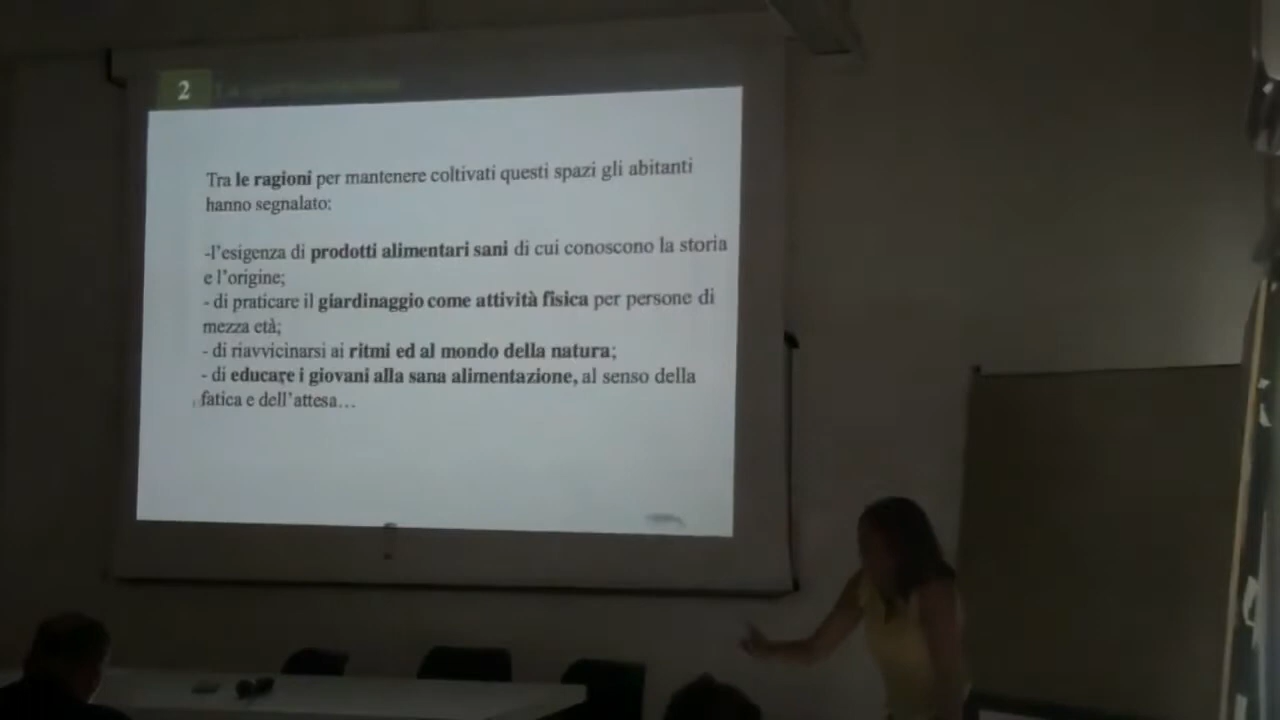 2
Tra le ragioni per mantenere coltivati questi spazi gli abitanti
hanno segnalato:
-l'esigenza di prodotti alimentari sani di cui conoscono la storia
e l'origine;
- di praticare il giardinaggio come attività fisica per persone di
mezza età;
- di riavvicinarsi ai ritmi ed al mondo della natura;
- di educare i giovani alla sana alimentazione, al senso della
fatica e dell'attesa…